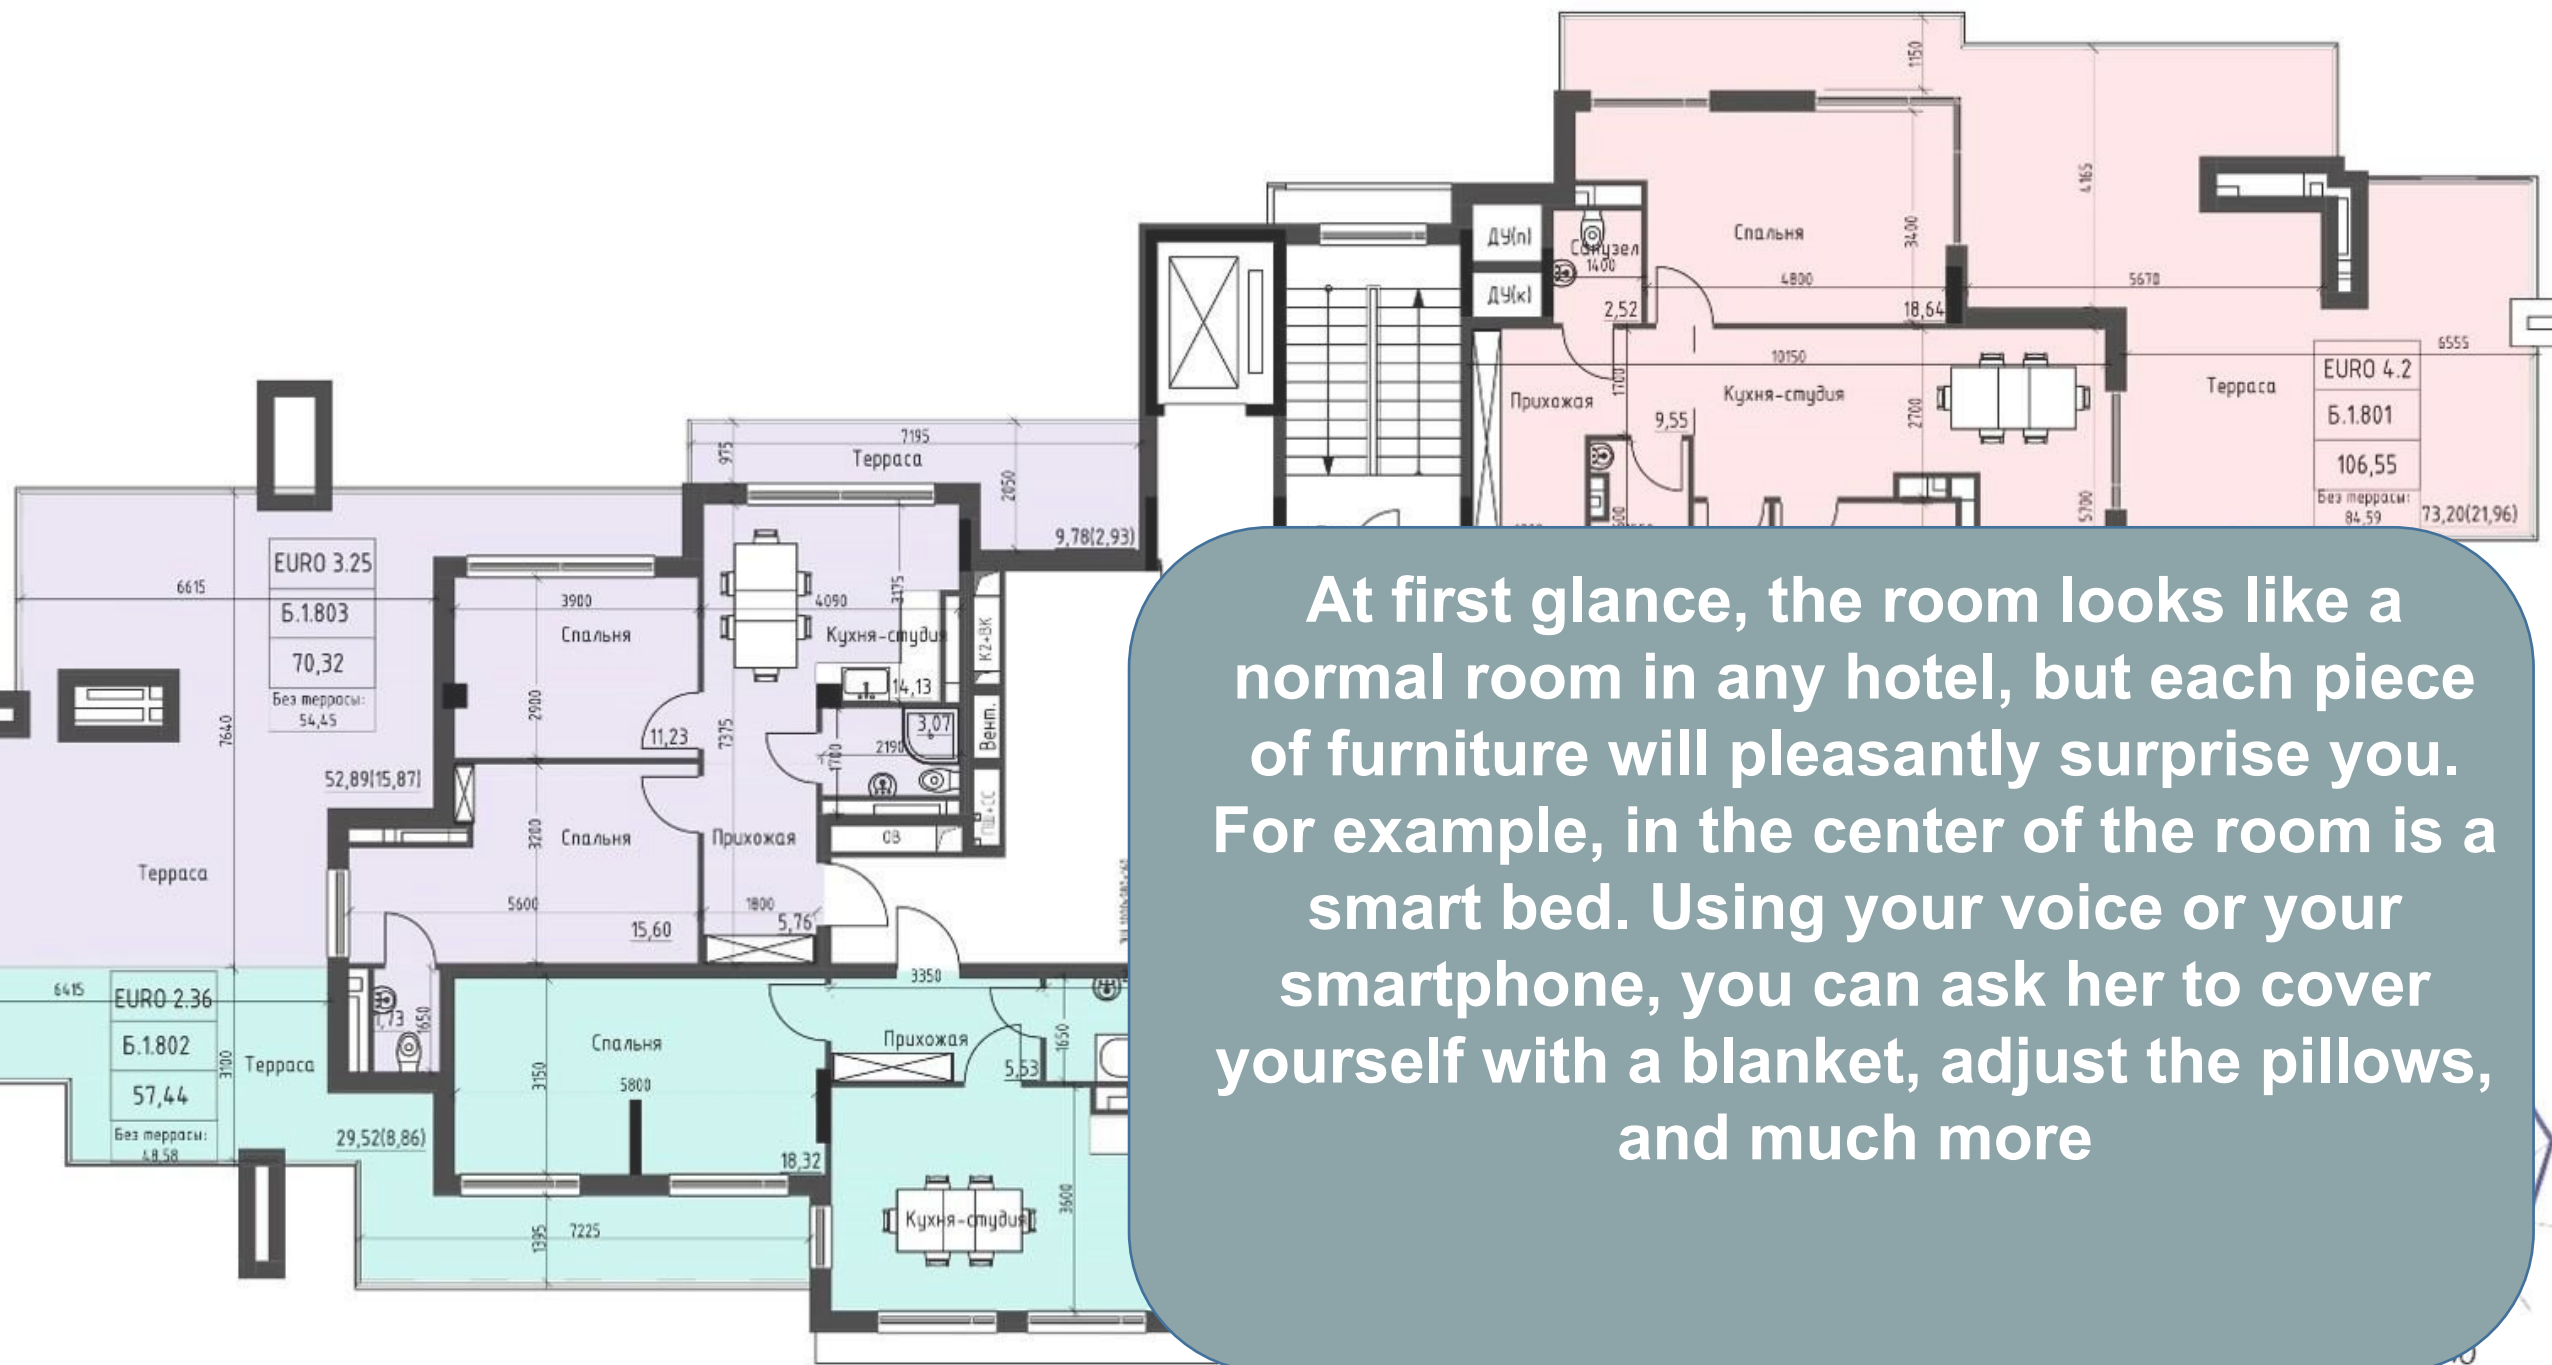 1150
4165
ДУ(п)
Санузел
1400
Спальня
3400
4800
5670
ДУ(к)
2,52
18,64
10150
6555
Прихожая
1700
Кухня-студия
2700
Терраса
EURO 4.2
Б.1.801
106,55
Без террасы:
84,59
73,20(21,96)
9,55
5700
7195
975
Терраса
2050
9,78(2,93)
EURO 3.25
Б.1.803
70,32
Без террасы:
54,45
6615
7640
52,89(15,87)
Терраса
3900
Спальня
2900
11,23
4090
3175
Кухня-студия
14,13
К2+ВК
Вент.
ПШ+СС
3,07
2190
1700
7375
ОВ
3200
Спальня
Прихожая
5600
15,60
1800
5,76
6415
EURO 2.36
Б.1.802
57,44
Без террасы:
48,58
3100
Терраса
29,52(8,86)
1,73
1650
Спальня
3150
5800
18,32
3350
Прихожая
5,53
1650
Кухня-студия
3600
1395
7225
At first glance, the room looks like a
normal room in any hotel, but each piece
of furniture will pleasantly surprise you.
For example, in the center of the room is a
smart bed. Using your voice or your
smartphone, you can ask her to cover
yourself with a blanket, adjust the pillows,
and much more